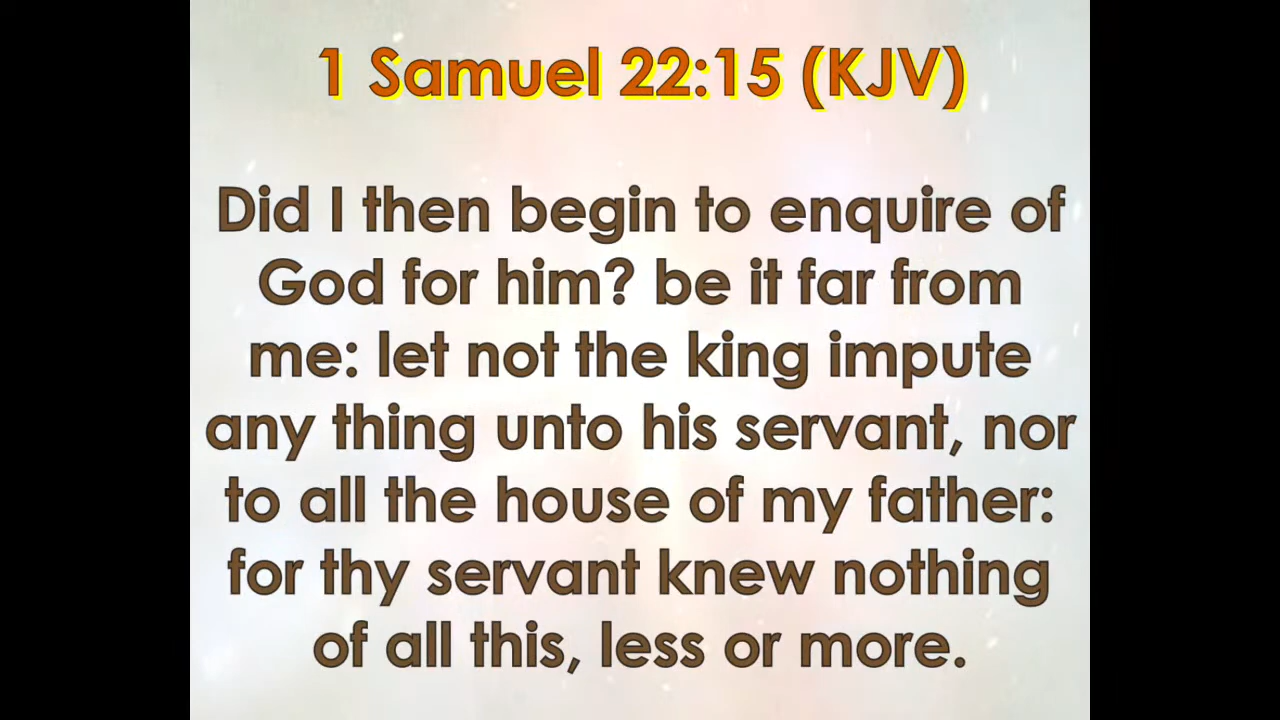 1 Samuel 22:15 (KJV)
Did I then begin to enquire of
God for him? be it far from
me: let not the king impute
any thing unto his servant, nor
to all the house of my father:
for thy servant knew nothing
of all this, less or more.